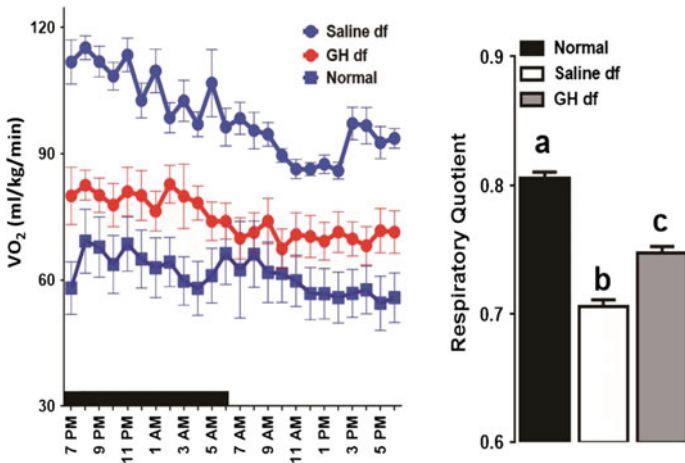 120
90
60
30
VO₂ (ml/kg/min)
Saline df
GH df
Normal
7 PM
9 PM
11 PM
1 AM
3 AM
5 AM
7 AM
9 AM
11 AM
1 PM
3 PM
5 PM
0.9
0.8
0.7
0.6
Respiratory Quotient
Normal
Saline df
GH df
a
b
c